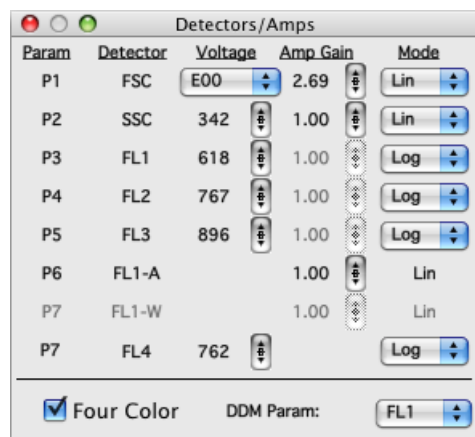 Detectors/Amps
Param Detector Voltage Amp Gain Mode
P1 FSC E00 2.69 Lin
P2 SSC 342 1.00 Lin
P3 FL1 618 1.00 Log
P4 FL2 767 1.00 Log
P5 FL3 896 1.00 Log
P6 FL1-A 1.00 Lin
P7 FL1-W 1.00 Lin
P7 FL4 762 Log
Four Color DDM Param: FL1